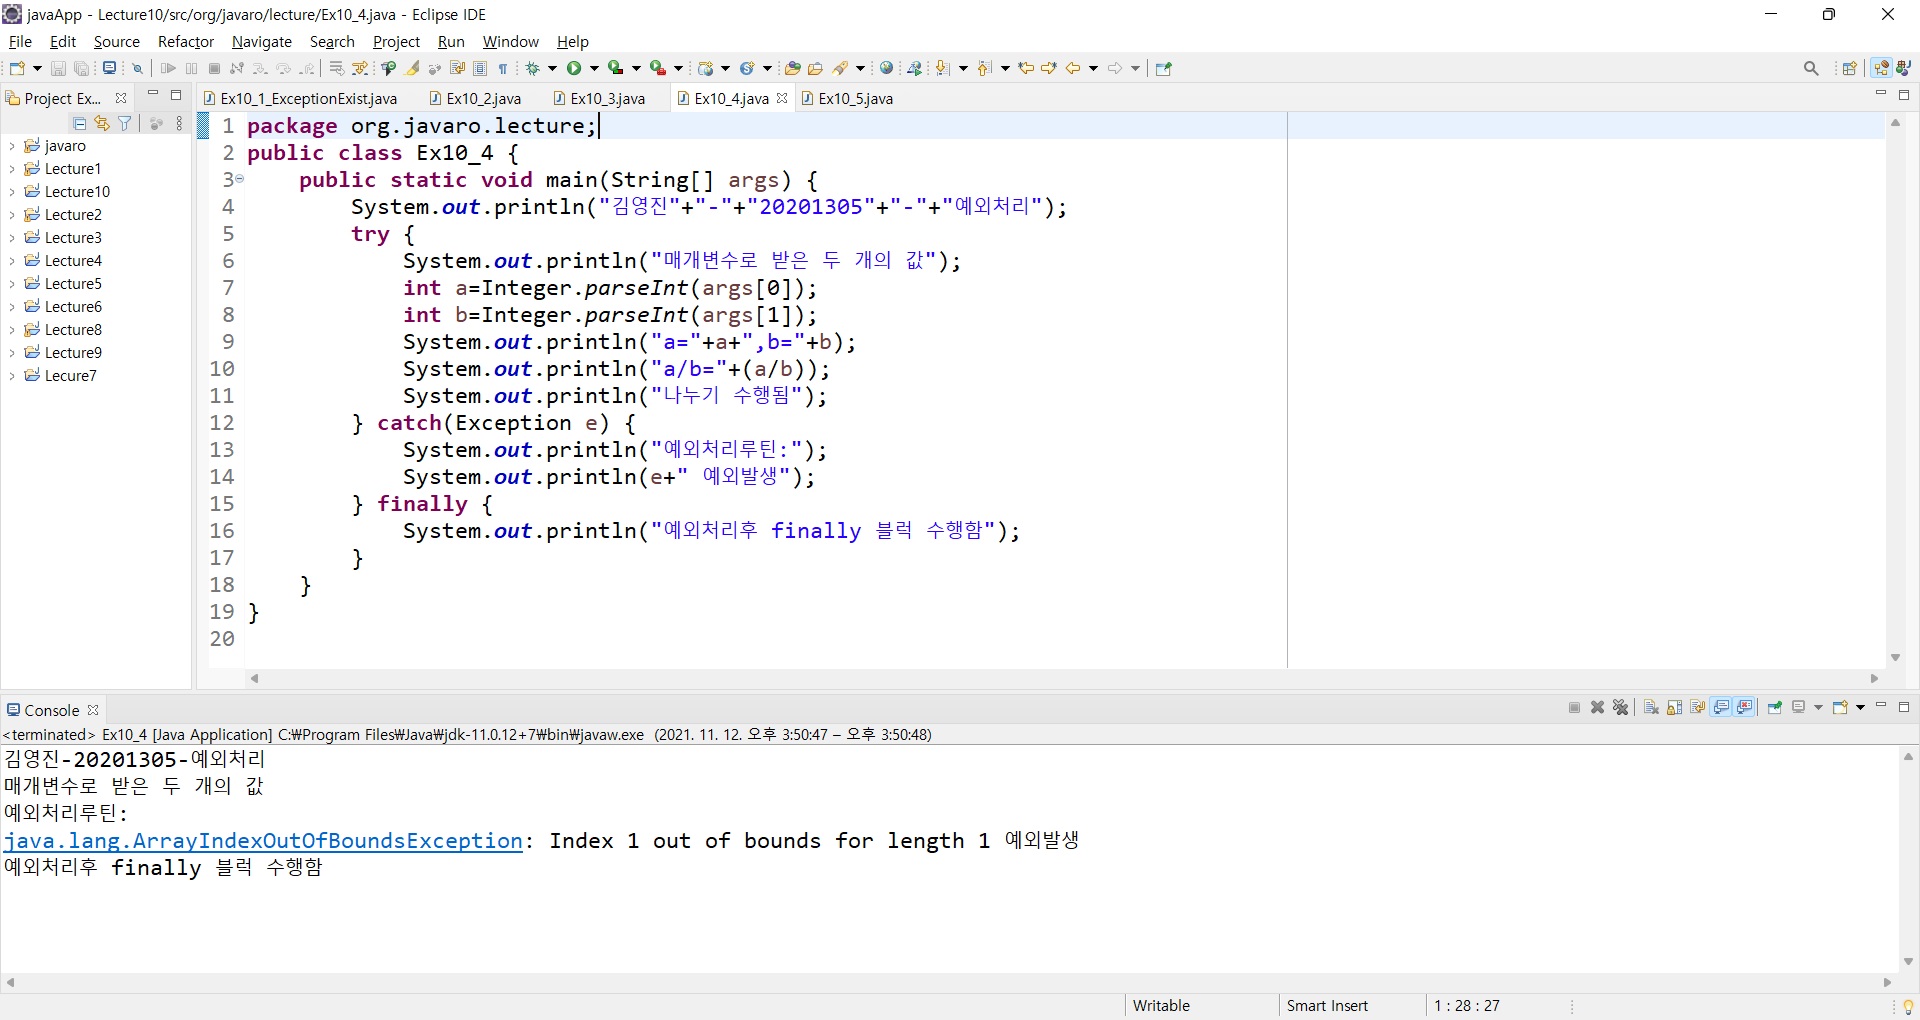 javaApp - Lecture10/src/org/javaro/lecture/Ex10_4.java - Eclipse IDE
File Edit Source Refactor Navigate Search Project Run Window Help
Project Ex...
Ex10_1_ExceptionExist.java Ex10_2.java Ex10_3.java Ex10_4.java Ex10_5.java
javaro
Lecture1
Lecture10
Lecture2
Lecture3
Lecture4
Lecture5
Lecture6
Lecture8
Lecture9
Lecure7
1 package org.javaro.lecture;
2 public class Ex10_4 {
3 public static void main(String[] args) {
4 System.out.println("김영진"+"-"+"20201305"+"-"+"예외처리");
5 try {
6 System.out.println("매개변수로 받은 두 개의 값");
7 int a=Integer.parseInt(args[0]);
8 int b=Integer.parseInt(args[1]);
9 System.out.println("a="+a+",b="+b);
10 System.out.println("a/b="+(a/b));
11 System.out.println("나누기 수행됨");
12 } catch(Exception e) {
13 System.out.println("예외처리루틴:");
14 System.out.println(e+" 예외발생");
15 } finally {
16 System.out.println("예외처리후 finally 블럭 수행함");
17 }
18 }
19 }
20
Console
<terminated> Ex10_4 [Java Application] C:₩Program Files₩Java₩jdk-11.0.12+7₩bin₩javaw.exe (2021. 11. 12. 오후 3:50:47 – 오후 3:50:48)
김영진-20201305-예외처리
매개변수로 받은 두 개의 값
예외처리루틴:
java.lang.ArrayIndexOutOfBoundsException: Index 1 out of bounds for length 1 예외발생
예외처리후 finally 블럭 수행함
Writable Smart Insert 1 : 28 : 27